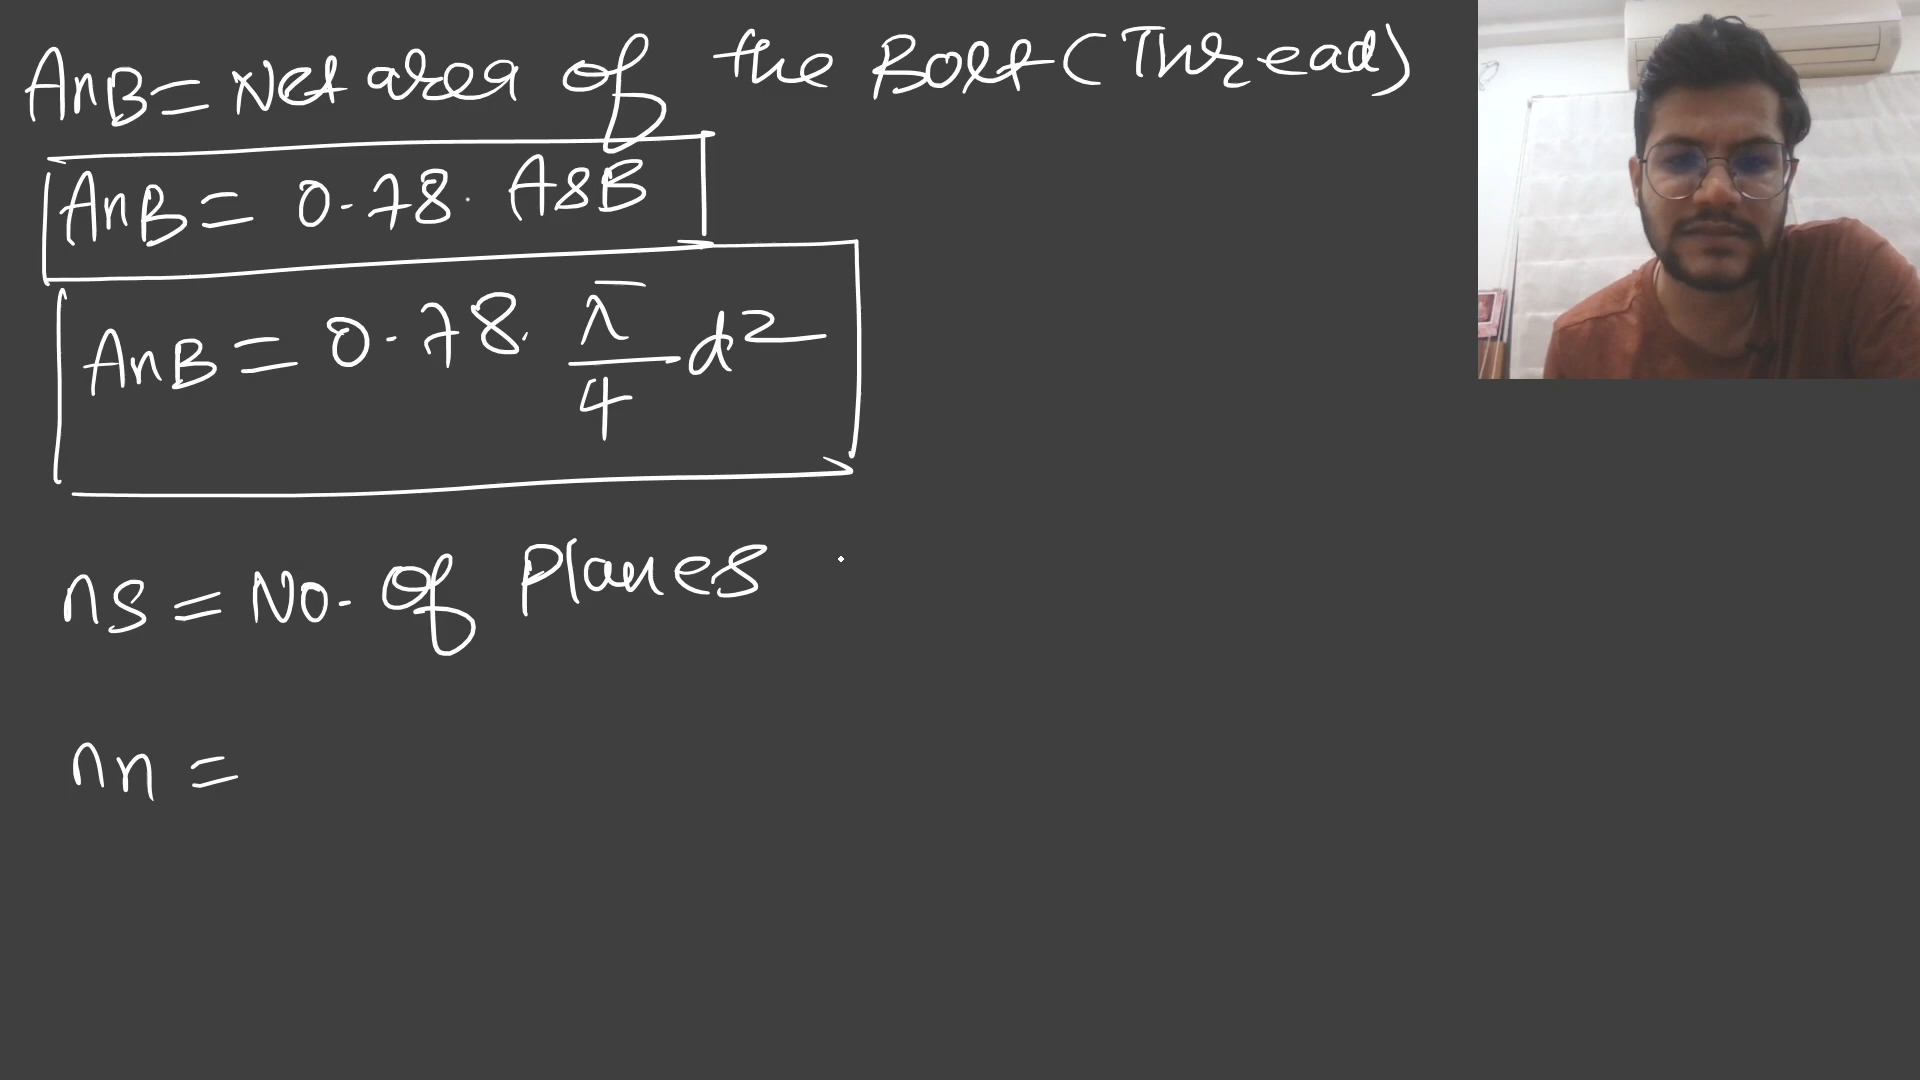 AnB = Net area of the Bolt (Thread)
AnB = 0.78. ASB
AnB = 0.78. π/4 d²
ns = No. of Planes
nn =